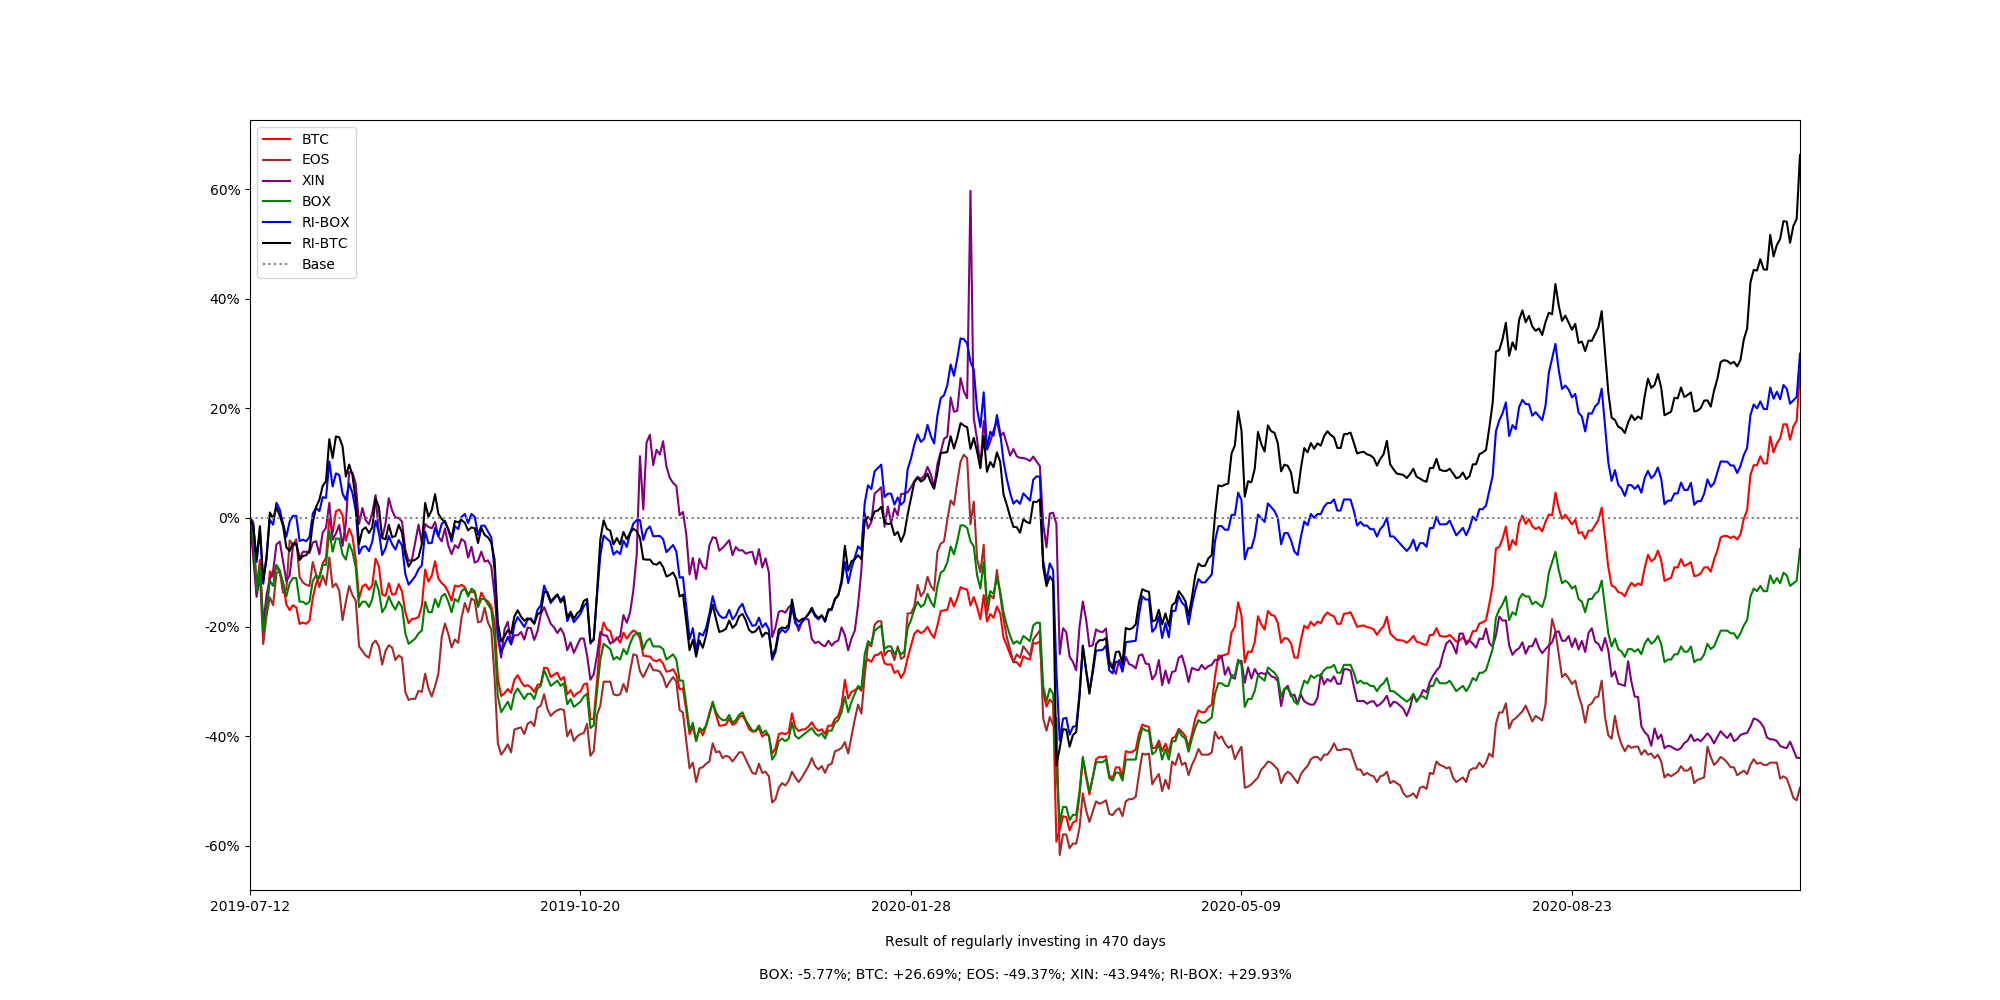 BTC
EOS
XIN
BOX
RI-BOX
RI-BTC
Base
60%
40%
20%
0%
-20%
-40%
-60%
2019-07-12 2019-10-20 2020-01-28 2020-05-09 2020-08-23
Result of regularly investing in 470 days
BOX: -5.77%; BTC: +26.69%; EOS: -49.37%; XIN: -43.94%; RI-BOX: +29.93%